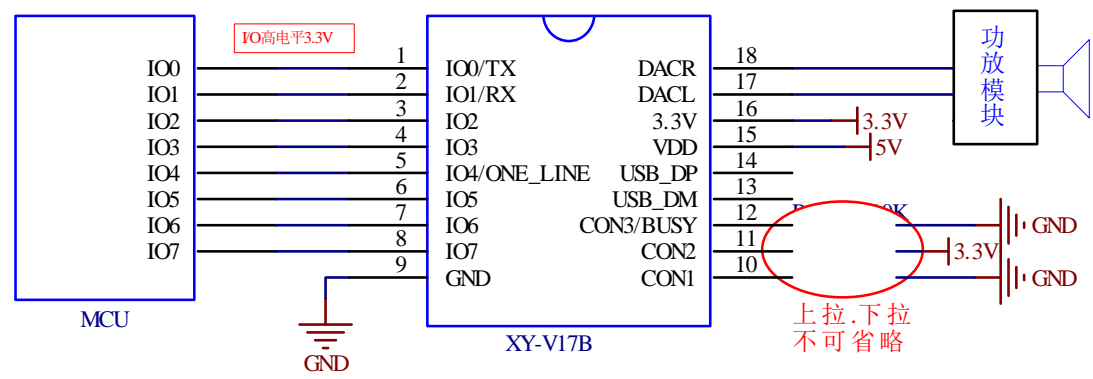 I/O高电平3.3V
IO0
IO1
IO2
IO3
IO4
IO5
IO6
IO7
MCU
1
2
3
4
5
6
7
8
9
GND
IO0/TX
IO1/RX
IO2
IO3
IO4/ONE_LINE
IO5
IO6
IO7
GND
DACR
DACL
3.3V
VDD
USB_DP
USB_DM
CON3/BUSY
CON2
CON1
XY-V17B
18
17
16
15
14
13
12
11
10
功放模块
3.3V
5V
GND
3.3V
GND
上拉.下拉
不可省略